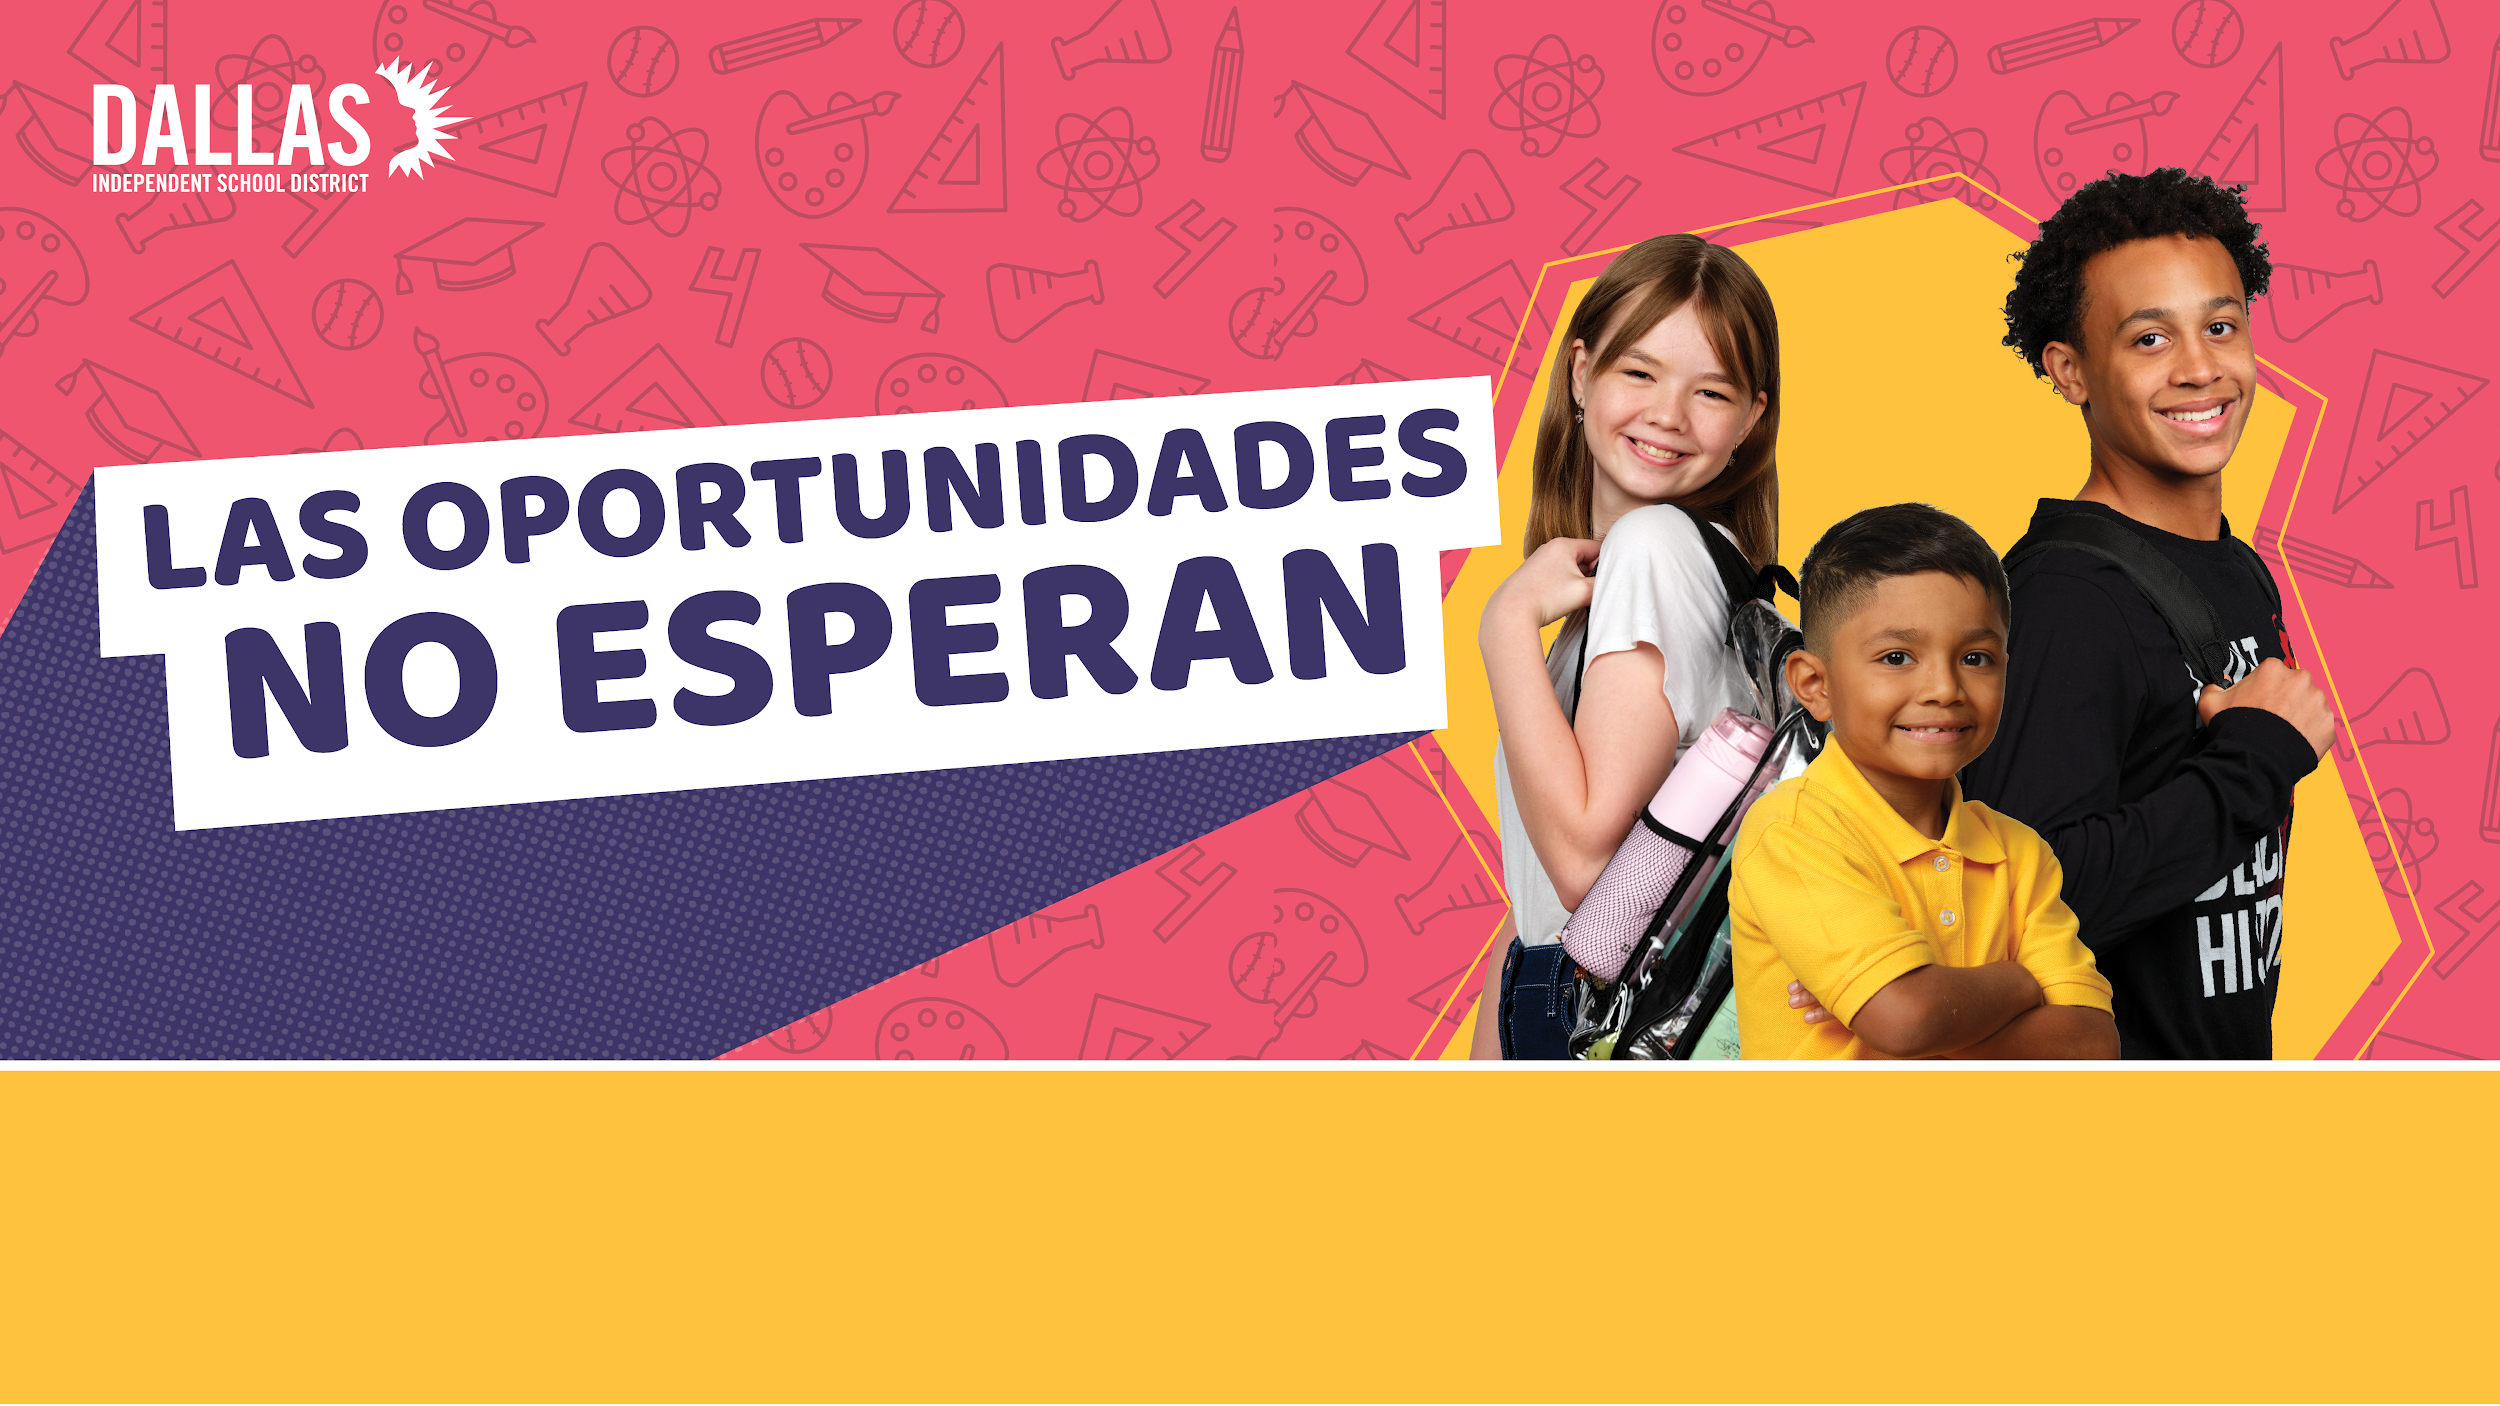 DALLAS
INDEPENDENT SCHOOL DISTRICT
LAS OPORTUNIDADES
NO ESPERAN